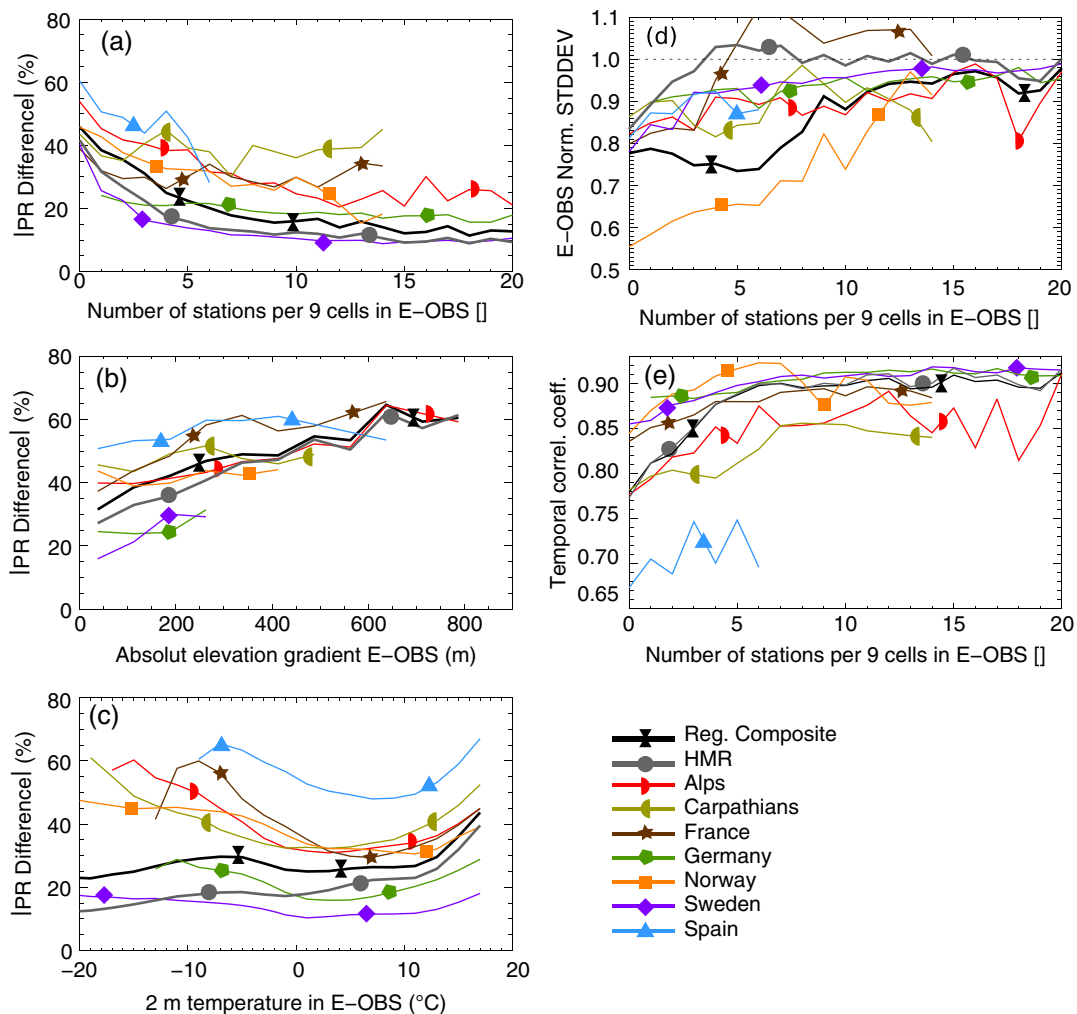 (a)
80
60
40
20
0
|PR Difference| (%)
0 5 10 15 20
Number of stations per 9 cells in E-OBS []
(b)
80
60
40
20
0
|PR Difference| (%)
0 200 400 600 800
Absolut elevation gradient E-OBS (m)
(c)
80
60
40
20
0
|PR Difference| (%)
-20 -10 0 10 20
2 m temperature in E-OBS (°C)
(d)
1.1
1.0
0.9
0.8
0.7
0.6
0.5
E-OBS Norm. STDDEV
0 5 10 15 20
Number of stations per 9 cells in E-OBS []
(e)
0.90
0.85
0.80
0.75
0.70
0.65
Temporal correl. coeff.
0 5 10 15 20
Number of stations per 9 cells in E-OBS []
Reg. Composite
HMR
Alps
Carpathians
France
Germany
Norway
Sweden
Spain